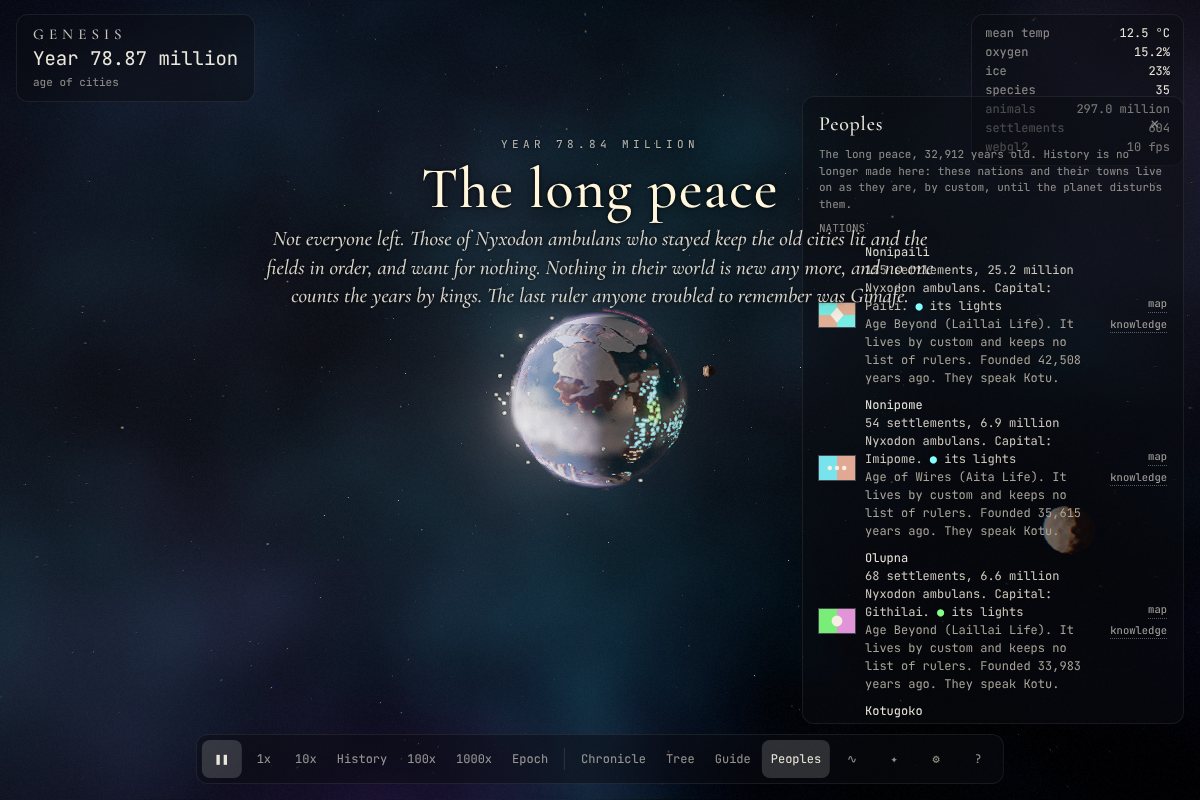 GENESIS
Year 78.87 million
age of cities
mean temp 12.5 °C
oxygen 15.2%
ice 23%
species 35
animals 297.0 million
settlements 604
webgl2 10 fps
YEAR 78.84 MILLION
The long peace
Not everyone left. Those of Nyxodon ambulans who stayed keep the old cities lit and the
fields in order, and want for nothing. Nothing in their world is new any more, and no one
counts the years by kings. The last ruler anyone troubled to remember was Gimafe.
Peoples
×
The long peace, 32,912 years old. History is no
longer made here: these nations and their towns live
on as they are, by custom, until the planet disturbs
them.
NATIONS
Nonipaili
settlements, 25.2 million
Nyxodon ambulans. Capital:
Paili. ● its lights
Age Beyond (Laillai Life). It
lives by custom and keeps no
list of rulers. Founded 42,508
years ago. They speak Kotu.
map
knowledge
Nonipome
54 settlements, 6.9 million
Nyxodon ambulans. Capital:
Imipome. ● its lights
Age of Wires (Aita Life). It
lives by custom and keeps no
list of rulers. Founded 35,615
years ago. They speak Kotu.
map
knowledge
Olupna
68 settlements, 6.6 million
Nyxodon ambulans. Capital:
Githilai. ● its lights
Age Beyond (Laillai Life). It
lives by custom and keeps no
list of rulers. Founded 33,983
years ago. They speak Kotu.
map
knowledge
Kotugoko
1x 10x History 100x 1000x Epoch Chronicle Tree Guide Peoples ∿ ✦ ⚙ ?